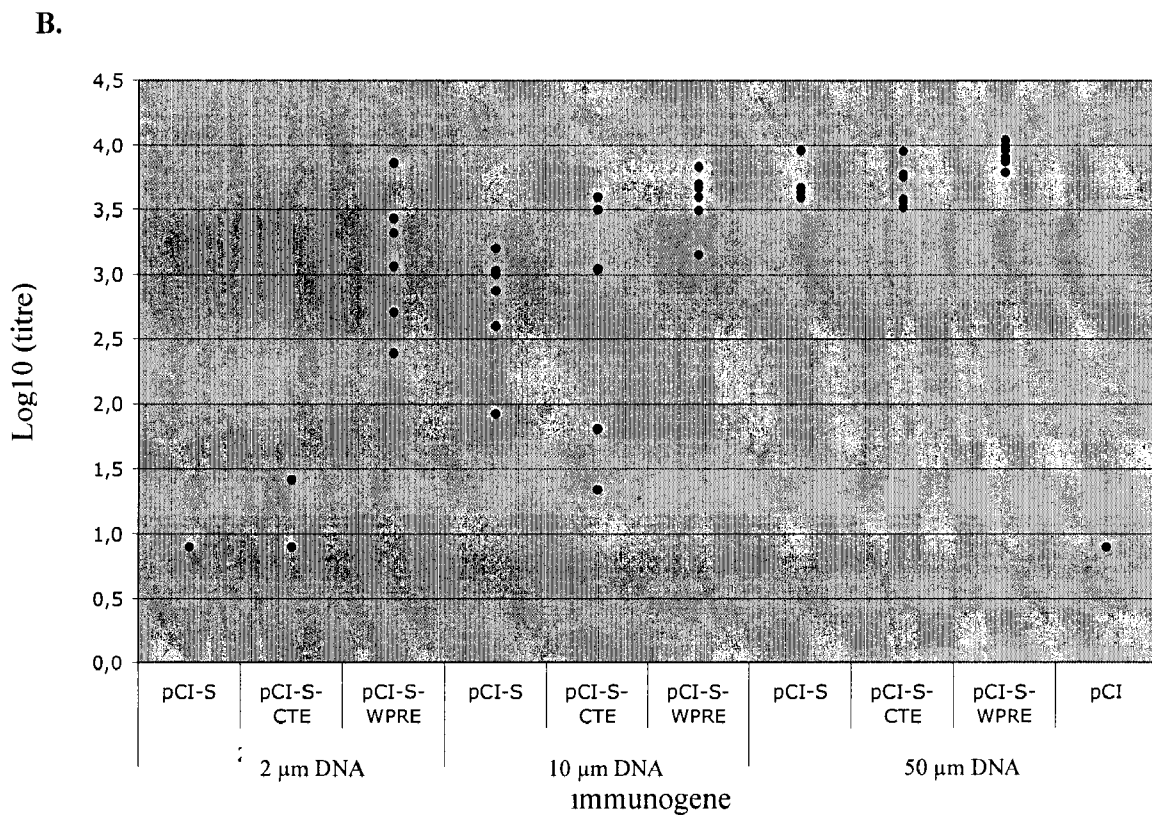 B.
Log10 (titre)
4,5
4,0
3,5
3,0
2,5
2,0
1,5
1,0
0,5
0,0
pCI-S pCI-S-CTE pCI-S-WPRE pCI-S pCI-S-CTE pCI-S-WPRE pCI-S pCI-S-CTE pCI-S-WPRE pCI
2 µm DNA 10 µm DNA 50 µm DNA
immunogene